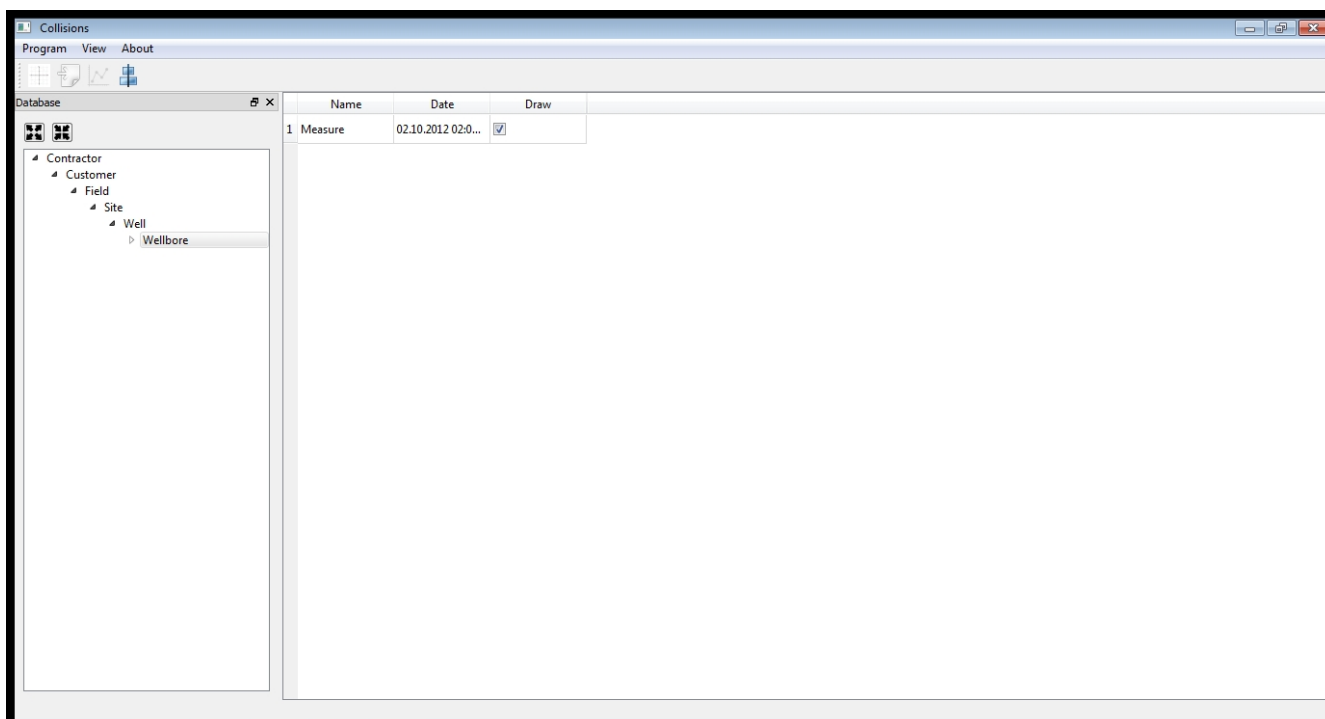 Collisions
Program View About
Database
Name Date Draw
1 Measure 02.10.2012 02:0...
Contractor
Customer
Field
Site
Well
Wellbore